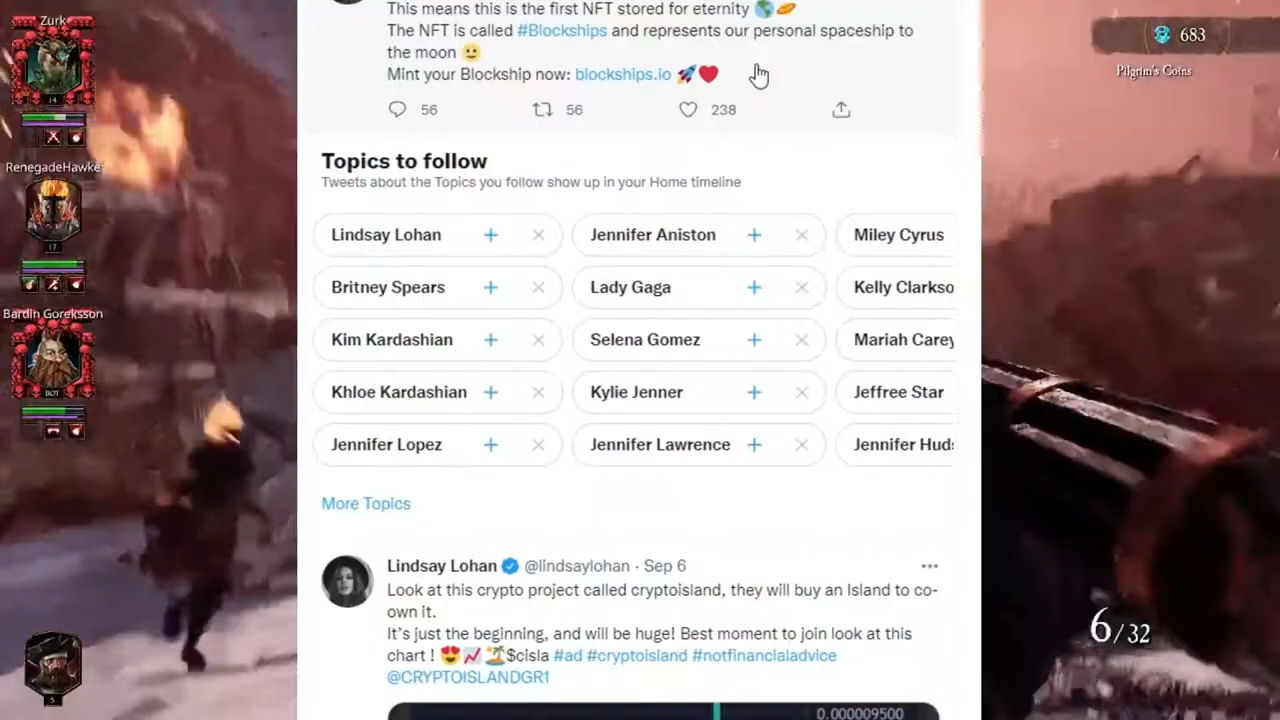 Zurk
14
RenegadeHawke
17
Bardin Goreksson
BOT
5
This means this is the first NFT stored for eternity 🌎🪐
The NFT is called #Blockships and represents our personal spaceship to
the moon 🙂
Mint your Blockship now: blockships.io 🚀❤️
56 56 238
Topics to follow
Tweets about the Topics you follow show up in your Home timeline
Lindsay Lohan + × Jennifer Aniston + × Miley Cyrus
Britney Spears + × Lady Gaga + × Kelly Clarkso
Kim Kardashian + × Selena Gomez + × Mariah Carey
Khloe Kardashian + × Kylie Jenner + × Jeffree Star
Jennifer Lopez + × Jennifer Lawrence + × Jennifer Hud
More Topics
Lindsay Lohan @lindsaylohan · Sep 6
Look at this crypto project called cryptoisland, they will buy an Island to co-
own it.
It's just the beginning, and will be huge! Best moment to join look at this
chart ! 😍📈🏝️$cisla #ad #cryptoisland #notfinancialadvice
@CRYPTOISLANDGR1
0.000009500
683
Pilgrim's Coins
6/32